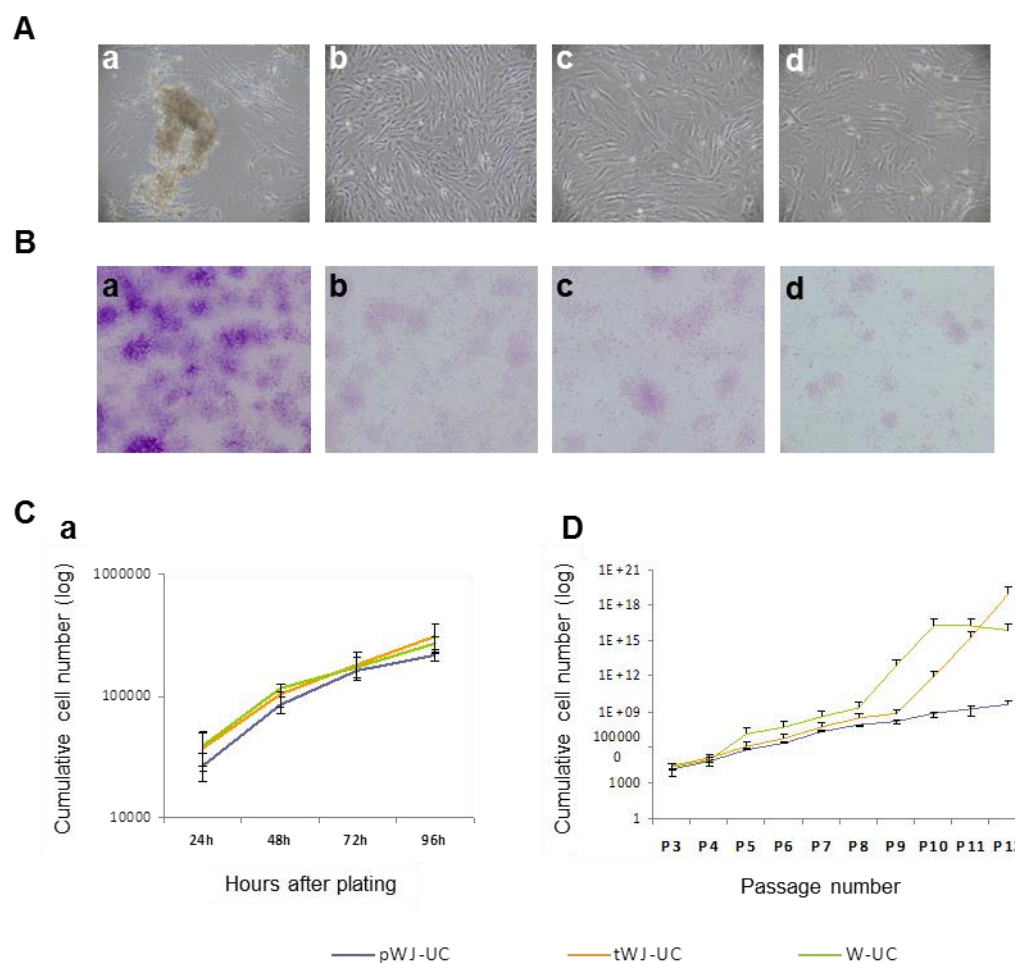 A
a b c d
B
a b c d
C a
Cumulative cell number (log)
1000000
100000
10000
24h 48h 72h 96h
Hours after plating
D
Cumulative cell number (log)
1E+21
1E+18
1E+15
1E+12
1E+09
100000
0
1000
1
P3 P4 P5 P6 P7 P8 P9 P10 P11
Passage number
pWJ-UC tWJ-UC W-UC